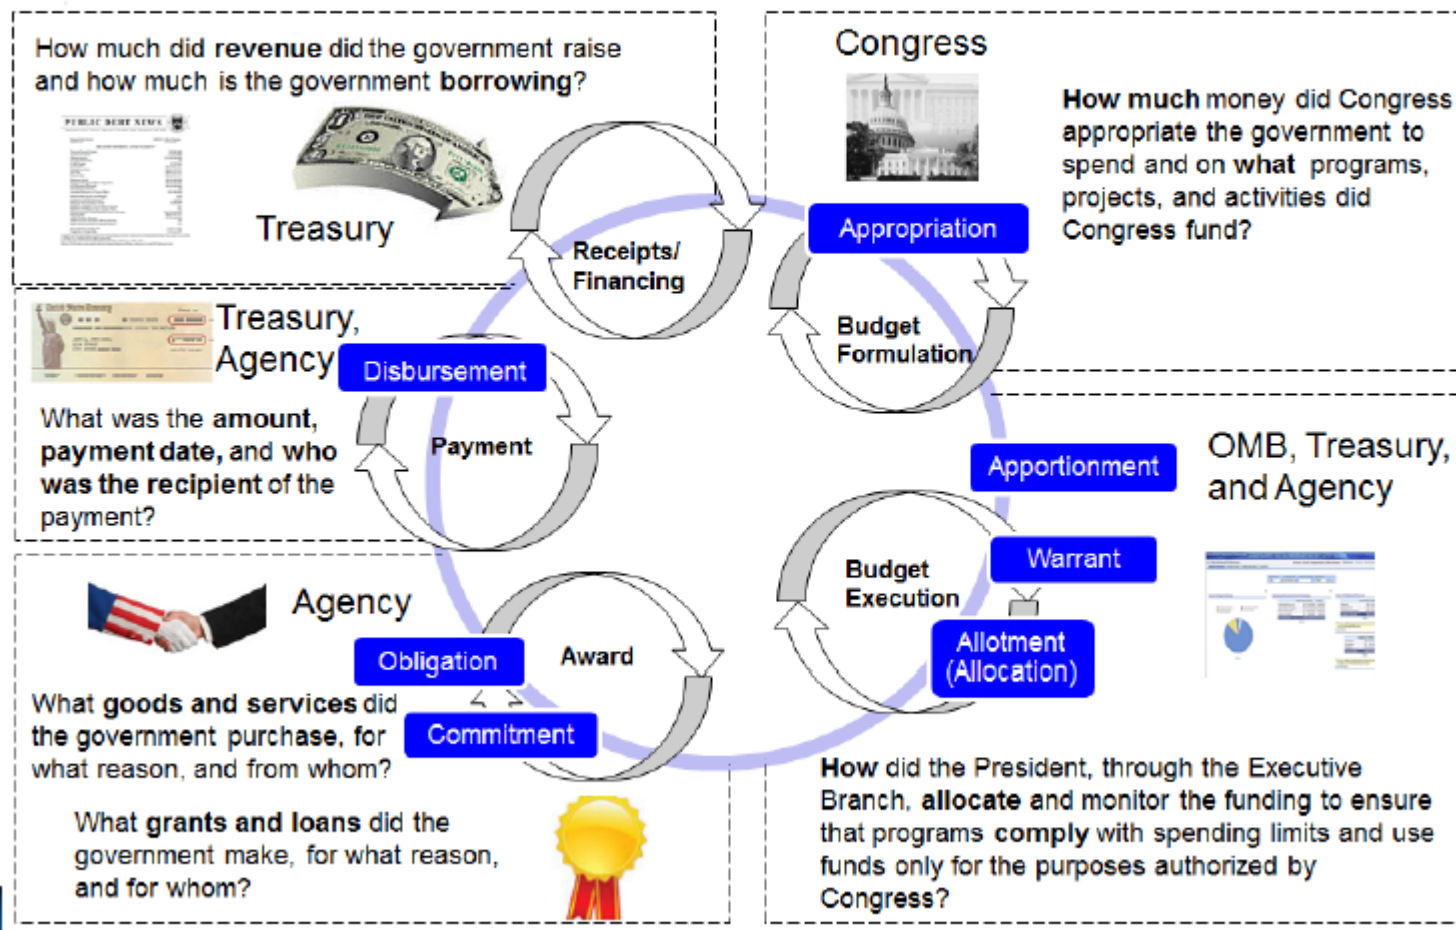 How much did revenue did the government raise
and how much is the government borrowing?
PUBLIC DEBT NEWS
Treasury
Receipts/
Financing
Congress
How much money did Congress
appropriate the government to
spend and on what programs,
projects, and activities did
Congress fund?
Appropriation
Budget
Formulation
Treasury,
Agency
Disbursement
Payment
What was the amount,
payment date, and who
was the recipient of the
payment?
OMB, Treasury,
and Agency
Apportionment
Warrant
Budget
Execution
Allotment
(Allocation)
How did the President, through the Executive
Branch, allocate and monitor the funding to ensure
that programs comply with spending limits and use
funds only for the purposes authorized by
Congress?
Agency
Obligation
Award
Commitment
What goods and services did
the government purchase, for
what reason, and from whom?
What grants and loans did the
government make, for what reason,
and for whom?